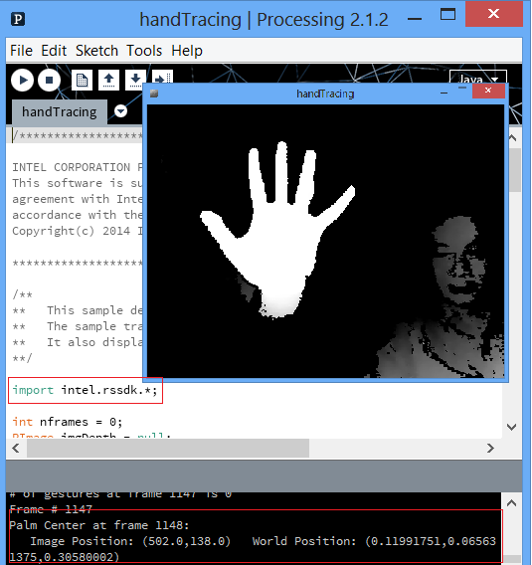 handTracing | Processing 2.1.2
File Edit Sketch Tools Help
Java
handTracing
handTracing
/********************
INTEL CORPORATION
This software is su
agreement with Inte
accordance with the
Copyright(c) 2014 I
********************
/**
** This sample de
** The sample tra
** It also displa
**/
import intel.rssdk.*;
int nframes = 0;
PImage imgDepth = null;
# of gestures at frame 1147 is 0
Frame # 1147
Palm Center at frame 1148:
Image Position: (502.0,138.0) World Position: (0.11991751,0.06563
1375,0.30580002)